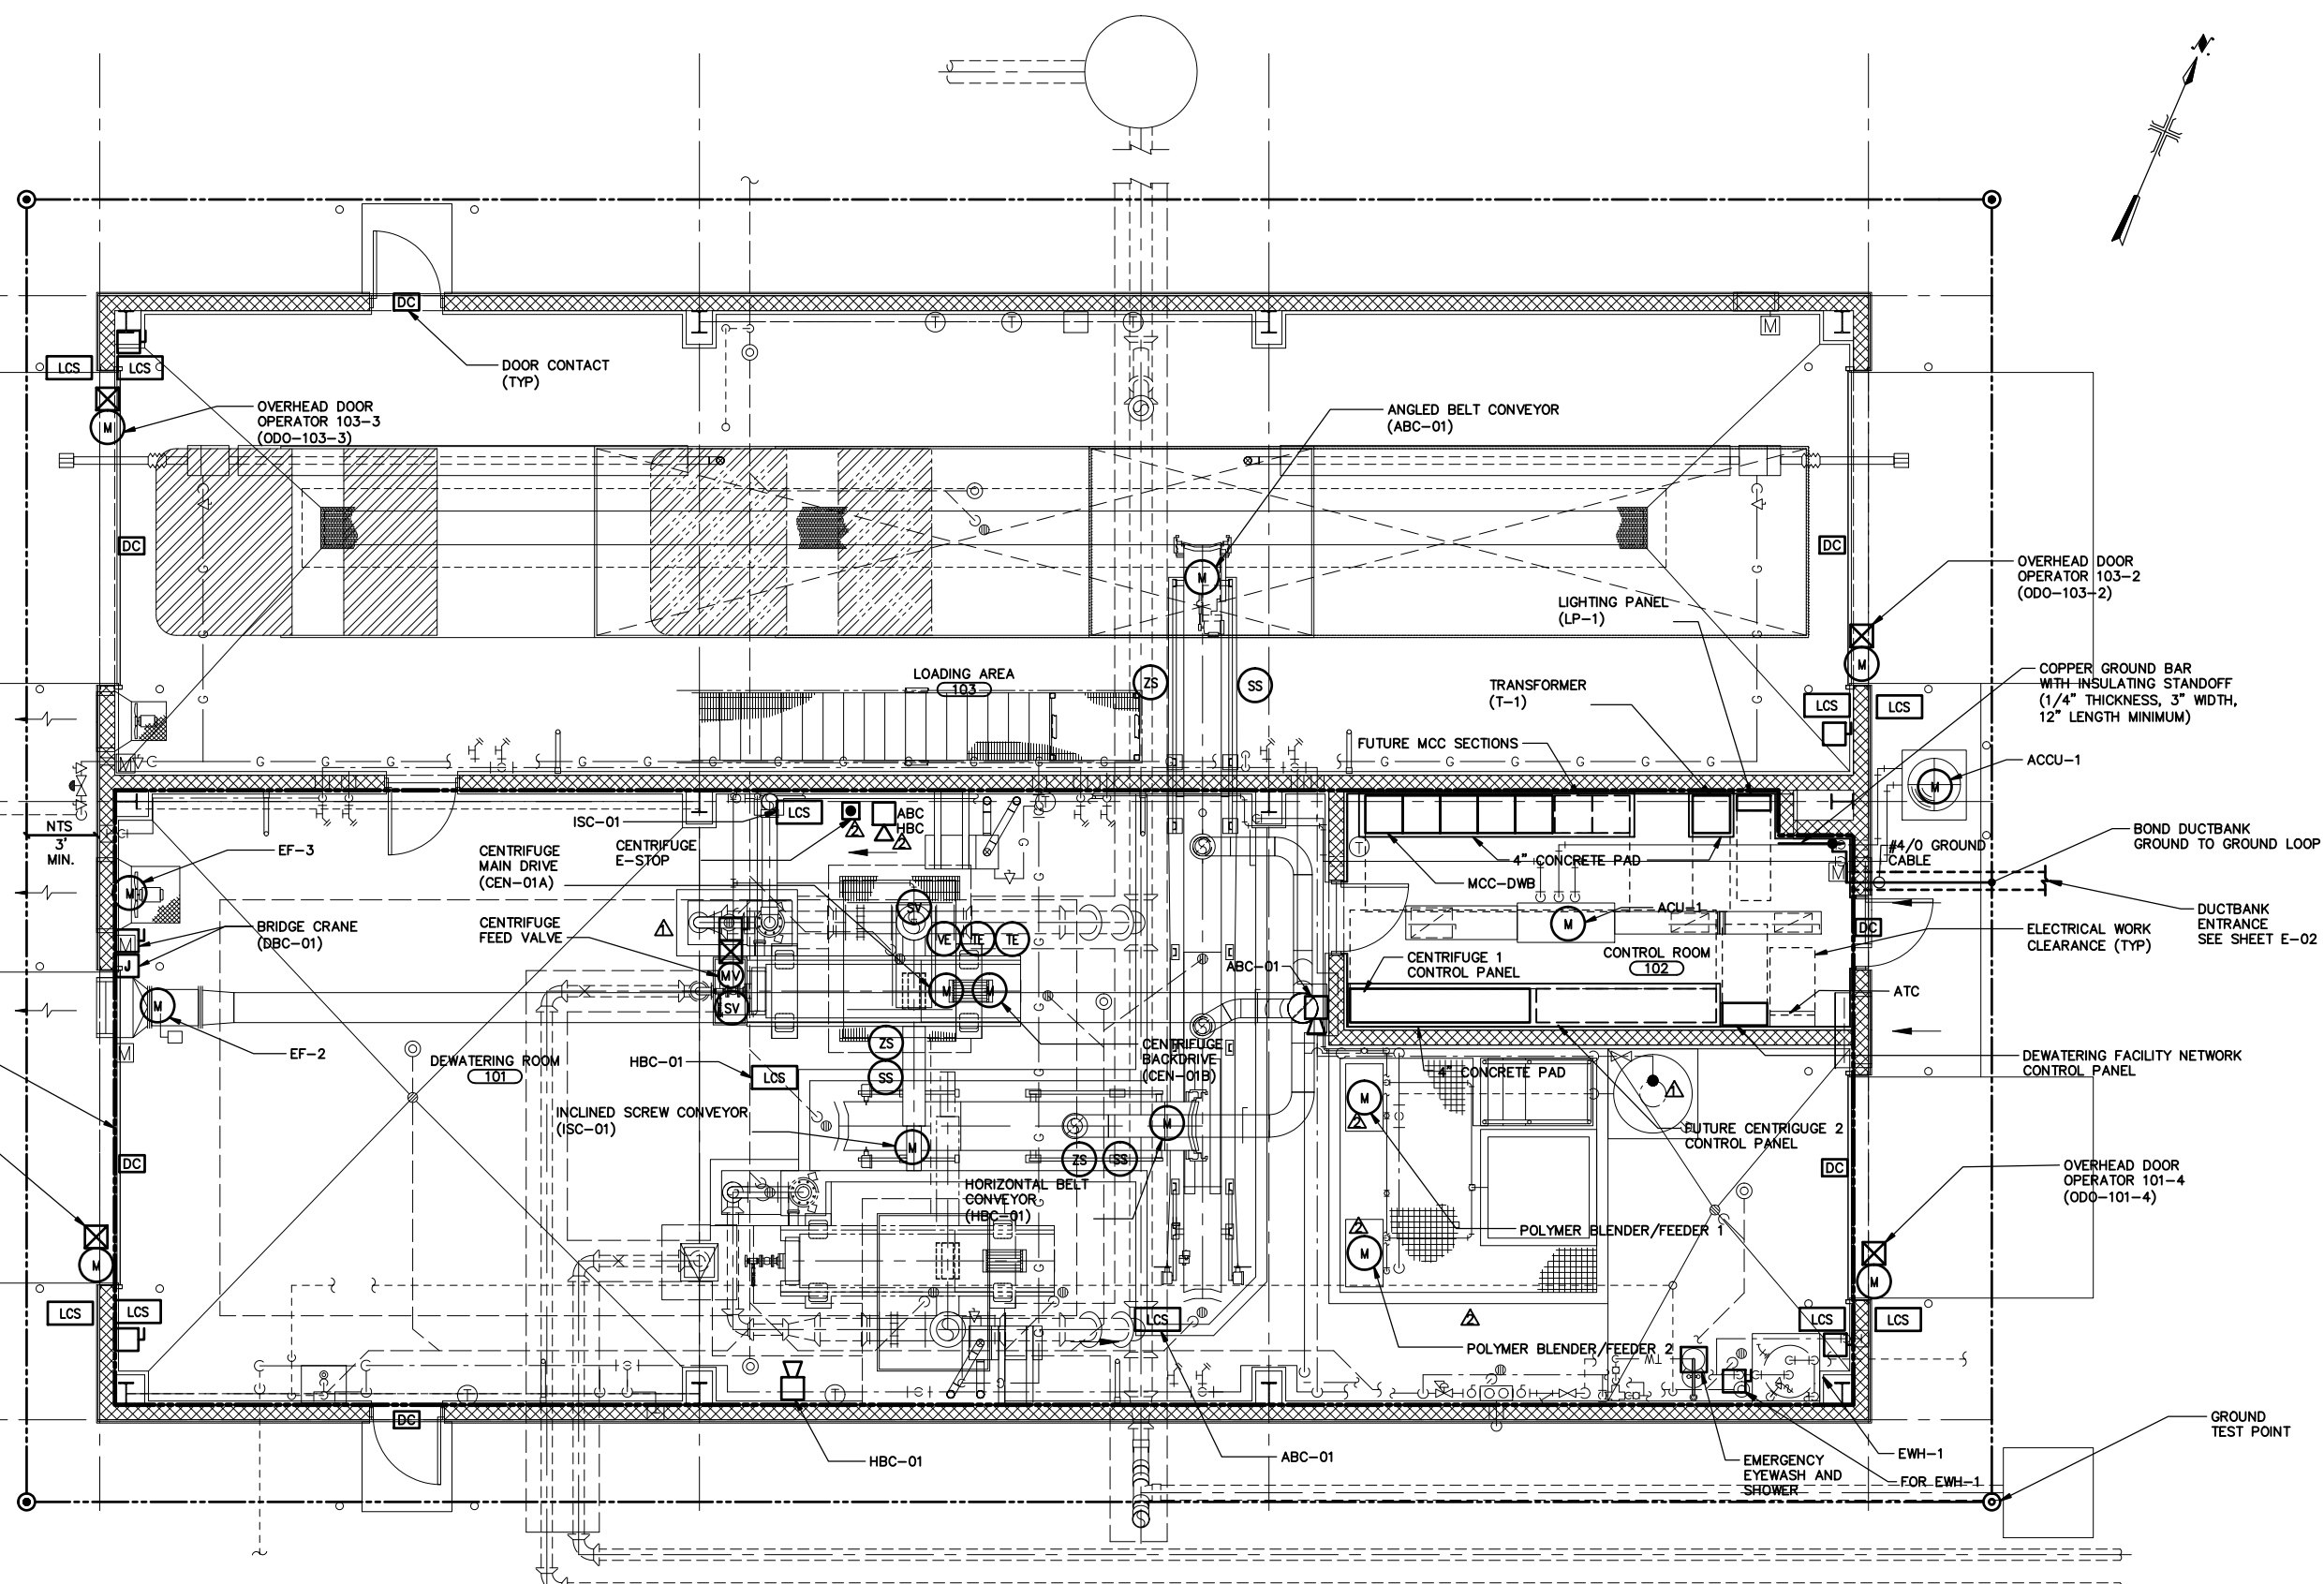 N
DC
DOOR CONTACT
(TYP)
M
T
T
T
LCS
LCS
OVERHEAD DOOR
OPERATOR 103-3
(ODO-103-3)
M
ANGLED BELT CONVEYOR
(ABC-01)
DC
DC
M
OVERHEAD DOOR
OPERATOR 103-2
(ODO-103-2)
LIGHTING PANEL
(LP-1)
M
LOADING AREA
103
ZS
SS
TRANSFORMER
(T-1)
COPPER GROUND BAR
WITH INSULATING STANDOFF
(1/4" THICKNESS, 3" WIDTH,
12" LENGTH MINIMUM)
LCS
LCS
FUTURE MCC SECTIONS
G G G G G G G G G G G G G G G G
M
ACCU-1
M
NTS
3'
MIN.
ISC-01
LCS
ABC
HBC
2
2
CENTRIFUGE
E-STOP
EF-3
CENTRIFUGE
MAIN DRIVE
(CEN-01A)
T
4" CONCRETE PAD
MCC-DWB
#4/0 GROUND
CABLE
BOND DUCTBANK
GROUND TO GROUND LOOP
M
M
BRIDGE CRANE
(DBC-01)
M
J
CENTRIFUGE
FEED VALVE
1
SV
VE
TE
TE
ACU-1
M
DC
DUCTBANK
ENTRANCE
SEE SHEET E-02
ELECTRICAL WORK
CLEARANCE (TYP)
CONTROL ROOM
102
CENTRIFUGE 1
CONTROL PANEL
ABC-01
MV
SV
M
M
M
ATC
EF-2
M
DEWATERING ROOM
101
ZS
CENTRIFUGE
BACKDRIVE
(CEN-01B)
HBC-01
LCS
SS
4" CONCRETE PAD
DEWATERING FACILITY NETWORK
CONTROL PANEL
INCLINED SCREW CONVEYOR
(ISC-01)
M
M
M
2
1
FUTURE CENTRIGUGE 2
CONTROL PANEL
ZS
SS
DC
DC
OVERHEAD DOOR
OPERATOR 101-4
(ODO-101-4)
HORIZONTAL BELT
CONVEYOR
(HBC-01)
2
POLYMER BLENDER/FEEDER 1
M
M
M
LCS
LCS
LCS
LCS
LCS
2
POLYMER BLENDER/FEEDER 2
TW
T
T
DC
GROUND
TEST POINT
HBC-01
ABC-01
EMERGENCY
EYEWASH AND
SHOWER
EWH-1
FOR EWH-1